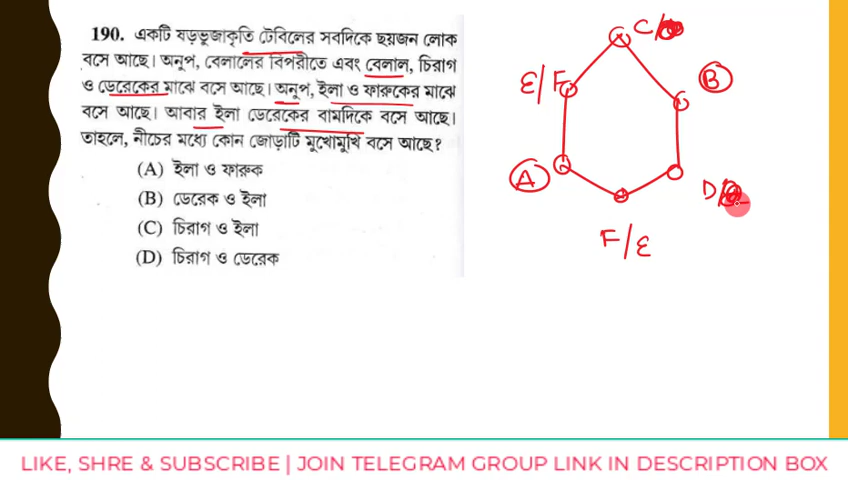 190. একটি ষড়ভূজাকৃতি টেবিলের সবদিকে ছয়জন লোক
বসে আছে। অনুপ, বেলালের বিপরীতে এবং বেলাল, চিরাগ
ও ডেরেকের মাঝে বসে আছে। অনুপ, ইলা ও ফারুকের মাঝে
বসে আছে। আবার ইলা ডেরেকের বামদিকে বসে আছে।
তাহলে, নীচের মধ্যে কোন জোড়াটি মুখোমুখি বসে আছে?
(A) ইলা ও ফারুক
(B) ডেরেক ও ইলা
(C) চিরাগ ও ইলা
(D) চিরাগ ও ডেরেক
C/
E/F
B
A
D/
F/E
LIKE, SHRE & SUBSCRIBE | JOIN TELEGRAM GROUP LINK IN DESCRIPTION BOX